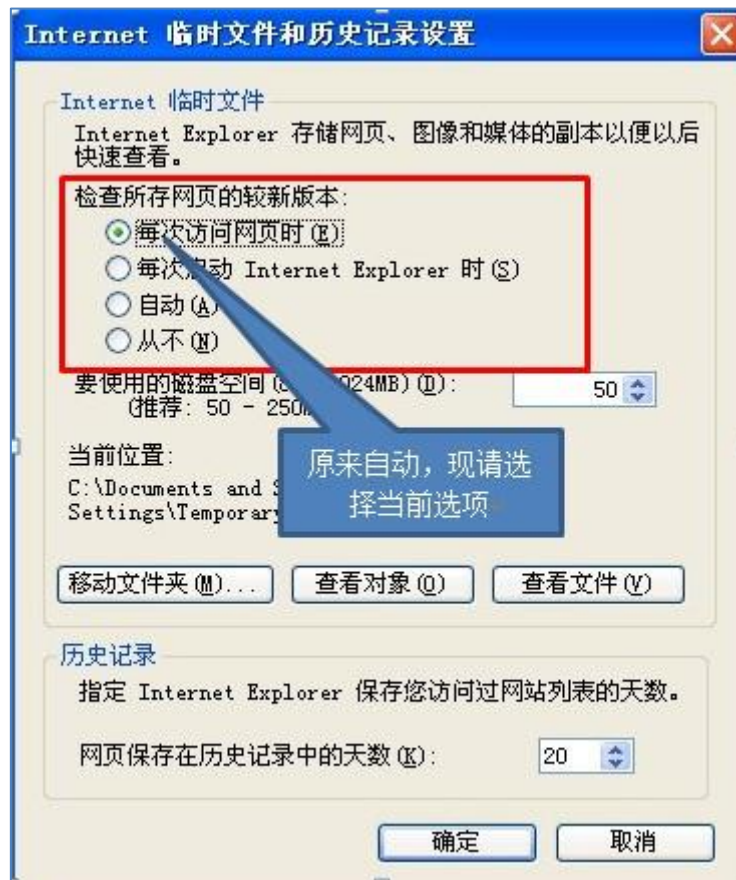 Internet 临时文件和历史记录设置
Internet 临时文件
Internet Explorer 存储网页、图像和媒体的副本以便以后
快速查看。
检查所存网页的较新版本:
每次访问网页时(E)
每次启动 Internet Explorer 时(S)
自动(A)
从不(N)
要使用的磁盘空间 024MB)(D):
50
(推荐: 50 - 250
当前位置:
C:\Documents and
Settings\Temporary
原来自动，现请选
择当前选项
移动文件夹(M)...
查看对象(O)
查看文件(V)
历史记录
指定 Internet Explorer 保存您访问过网站列表的天数。
网页保存在历史记录中的天数(K):
20
确定
取消